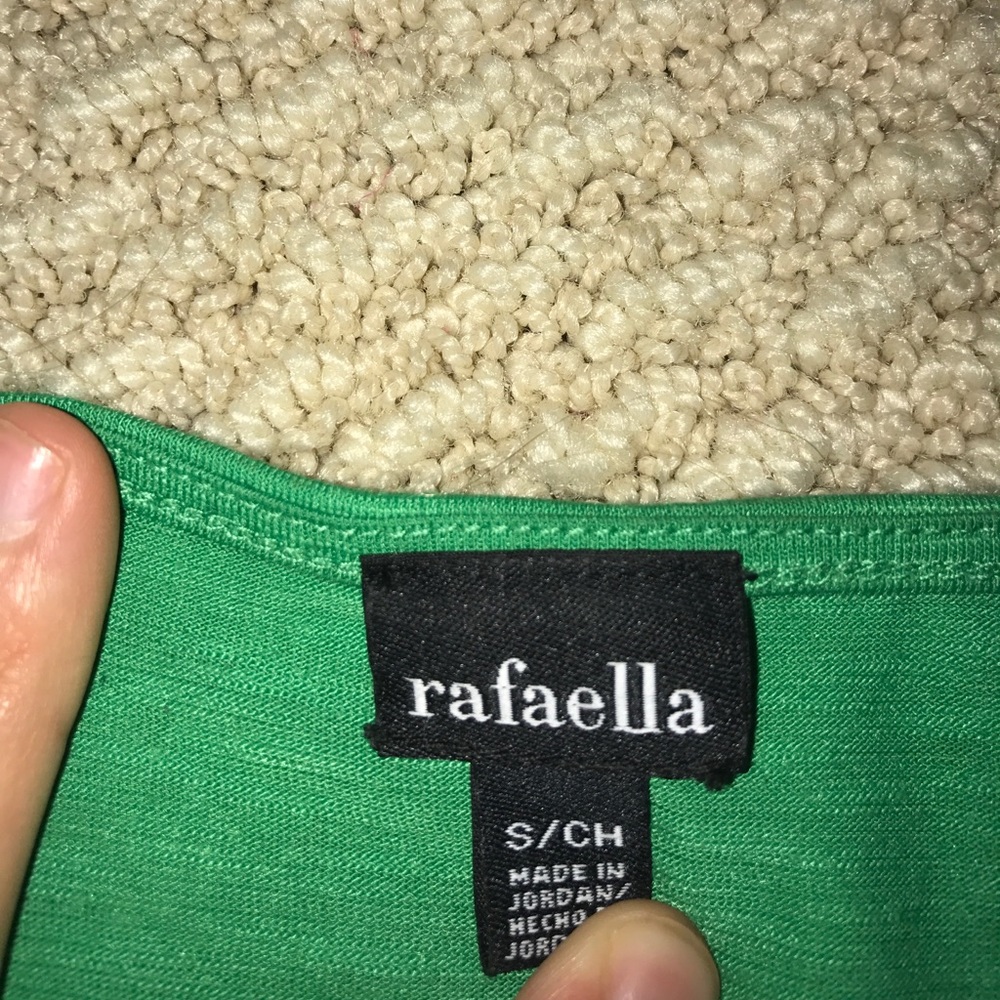 rafaella
S/CH
MADE IN
JORDAN/
HECHO